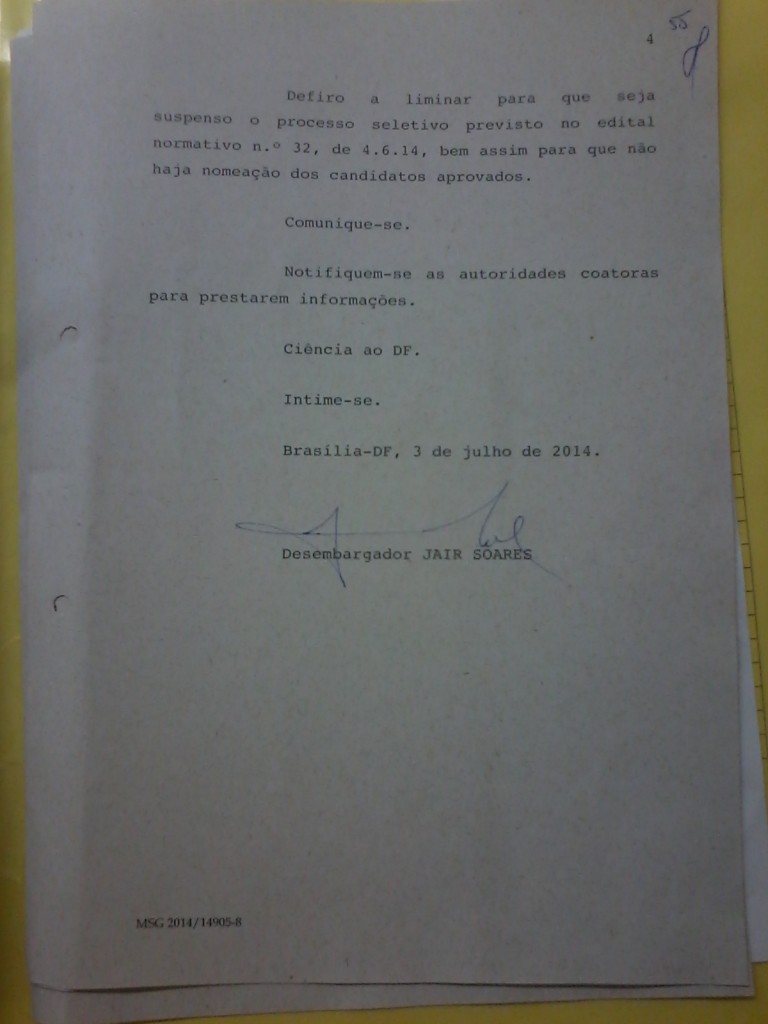 55
4
Defiro a liminar para que seja
suspenso o processo seletivo previsto no edital
normativo n.º 32, de 4.6.14, bem assim para que não
haja nomeação dos candidatos aprovados.
Comunique-se.
Notifiquem-se as autoridades coatoras
para prestarem informações.
Ciência ao DF.
Intime-se.
Brasília-DF, 3 de julho de 2014.
Desembargador JAIR SOARES
MSG 2014/14905-8